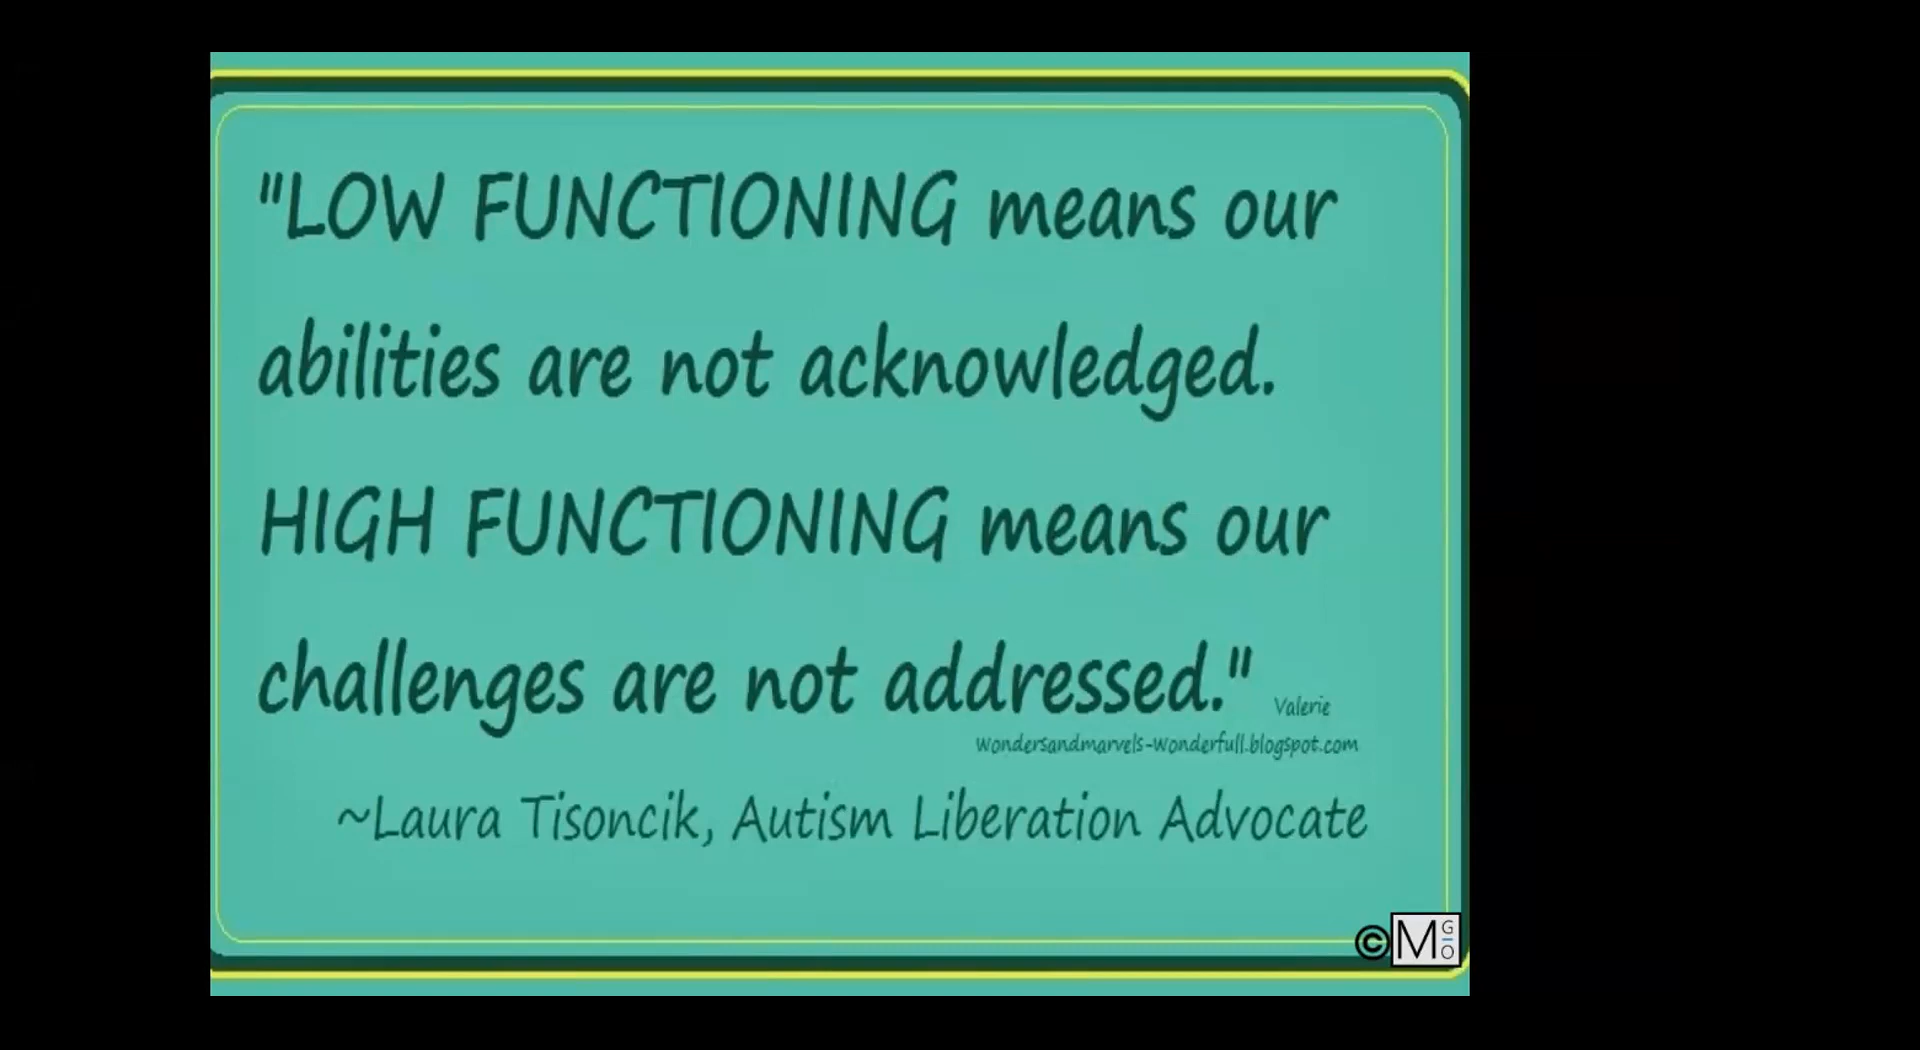 "LOW FUNCTIONING means our
abilities are not acknowledged.
HIGH FUNCTIONING means our
challenges are not addressed."
Valerie
wondersandmarvels-wonderfull.blogspot.com
~Laura Tisoncik, Autism Liberation Advocate
© M G O